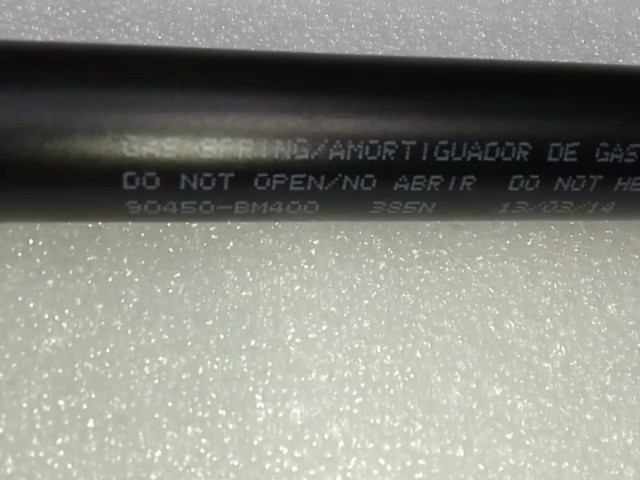 GAS SPRING/AMORTIGUADOR DE GAS
DO NOT OPEN/NO ABRIR DO NOT HE
90450-BM400 385N 13/03/14